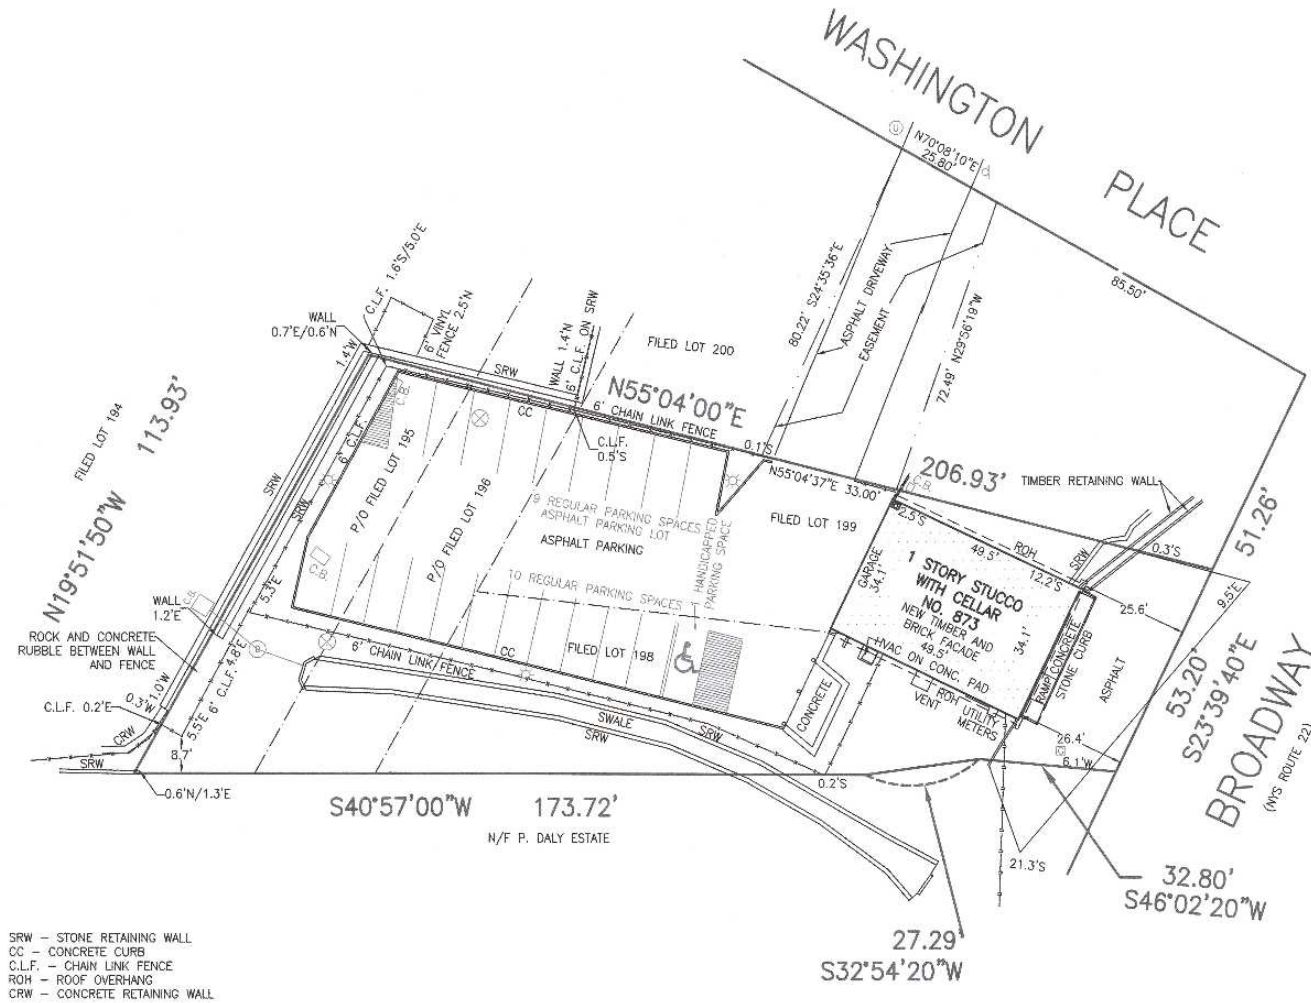 WASHINGTON
PLACE
N70°08'10"E
25.80'
85.50'
80.22' S24°35'36"E
ASPHALT DRIVEWAY
EASEMENT
72.49' N29°56'19"W
C.L.F. 1.6'S/5.0'E
6' VINYL
FENCE 2.5'N
WALL
0.7'E/0.6'N
1.4'W
SRW
WALL 1.4'N
6' C.L.F. ON SRW
FILED LOT 200
N55°04'00"E
206.93'
CC
6' CHAIN LINK FENCE
C.L.F.
0.5'S
0.1'S
N55°04'37"E 33.00'
C.B.
TIMBER RETAINING WALL
FILED LOT 194
113.93'
N19°51'50"W
SRW
6' C.L.F.
SRW
C.B.
P/O FILED LOT 195
P/O FILED LOT 196
9 REGULAR PARKING SPACES
ASPHALT PARKING LOT
ASPHALT PARKING
10 REGULAR PARKING SPACES
1 HANDICAPPED
PARKING SPACE
FILED LOT 199
FILED LOT 198
2.5'S
49.5'
ROH
12.2'S
SRW
0.3'S
51.26'
9.5'E
25.6'
GARAGE
34.1'
1 STORY STUCCO
WITH CELLAR
NO. 873
NEW TIMBER AND
BRICK FACADE
49.5'
34.1'
HVAC ON CONC. PAD
ROH
UTILITY
METERS
VENT
RAMP
CONCRETE
STONE CURB
ASPHALT
26.4'
6.1'W
53.20'
S23°39'40"E
BROADWAY
(NYS ROUTE 22)
C.B.
C.B.
WALL
1.2'E
5.3'E
ROCK AND CONCRETE
RUBBLE BETWEEN WALL
AND FENCE
0.3'W
1.0'W
C.L.F. 0.2'E
5.5'E 6' C.L.F. 4.8'E
CRW
SRW
8.7'
0.6'N/1.3'E
6' CHAIN LINK FENCE
CC
SWALE
SRW
SRW
CONCRETE
0.2'S
S40°57'00"W
173.72'
N/F P. DALY ESTATE
21.3'S
32.80'
S46°02'20"W
27.29'
S32°54'20"W
SRW - STONE RETAINING WALL
CC - CONCRETE CURB
C.L.F. - CHAIN LINK FENCE
ROH - ROOF OVERHANG
CRW - CONCRETE RETAINING WALL